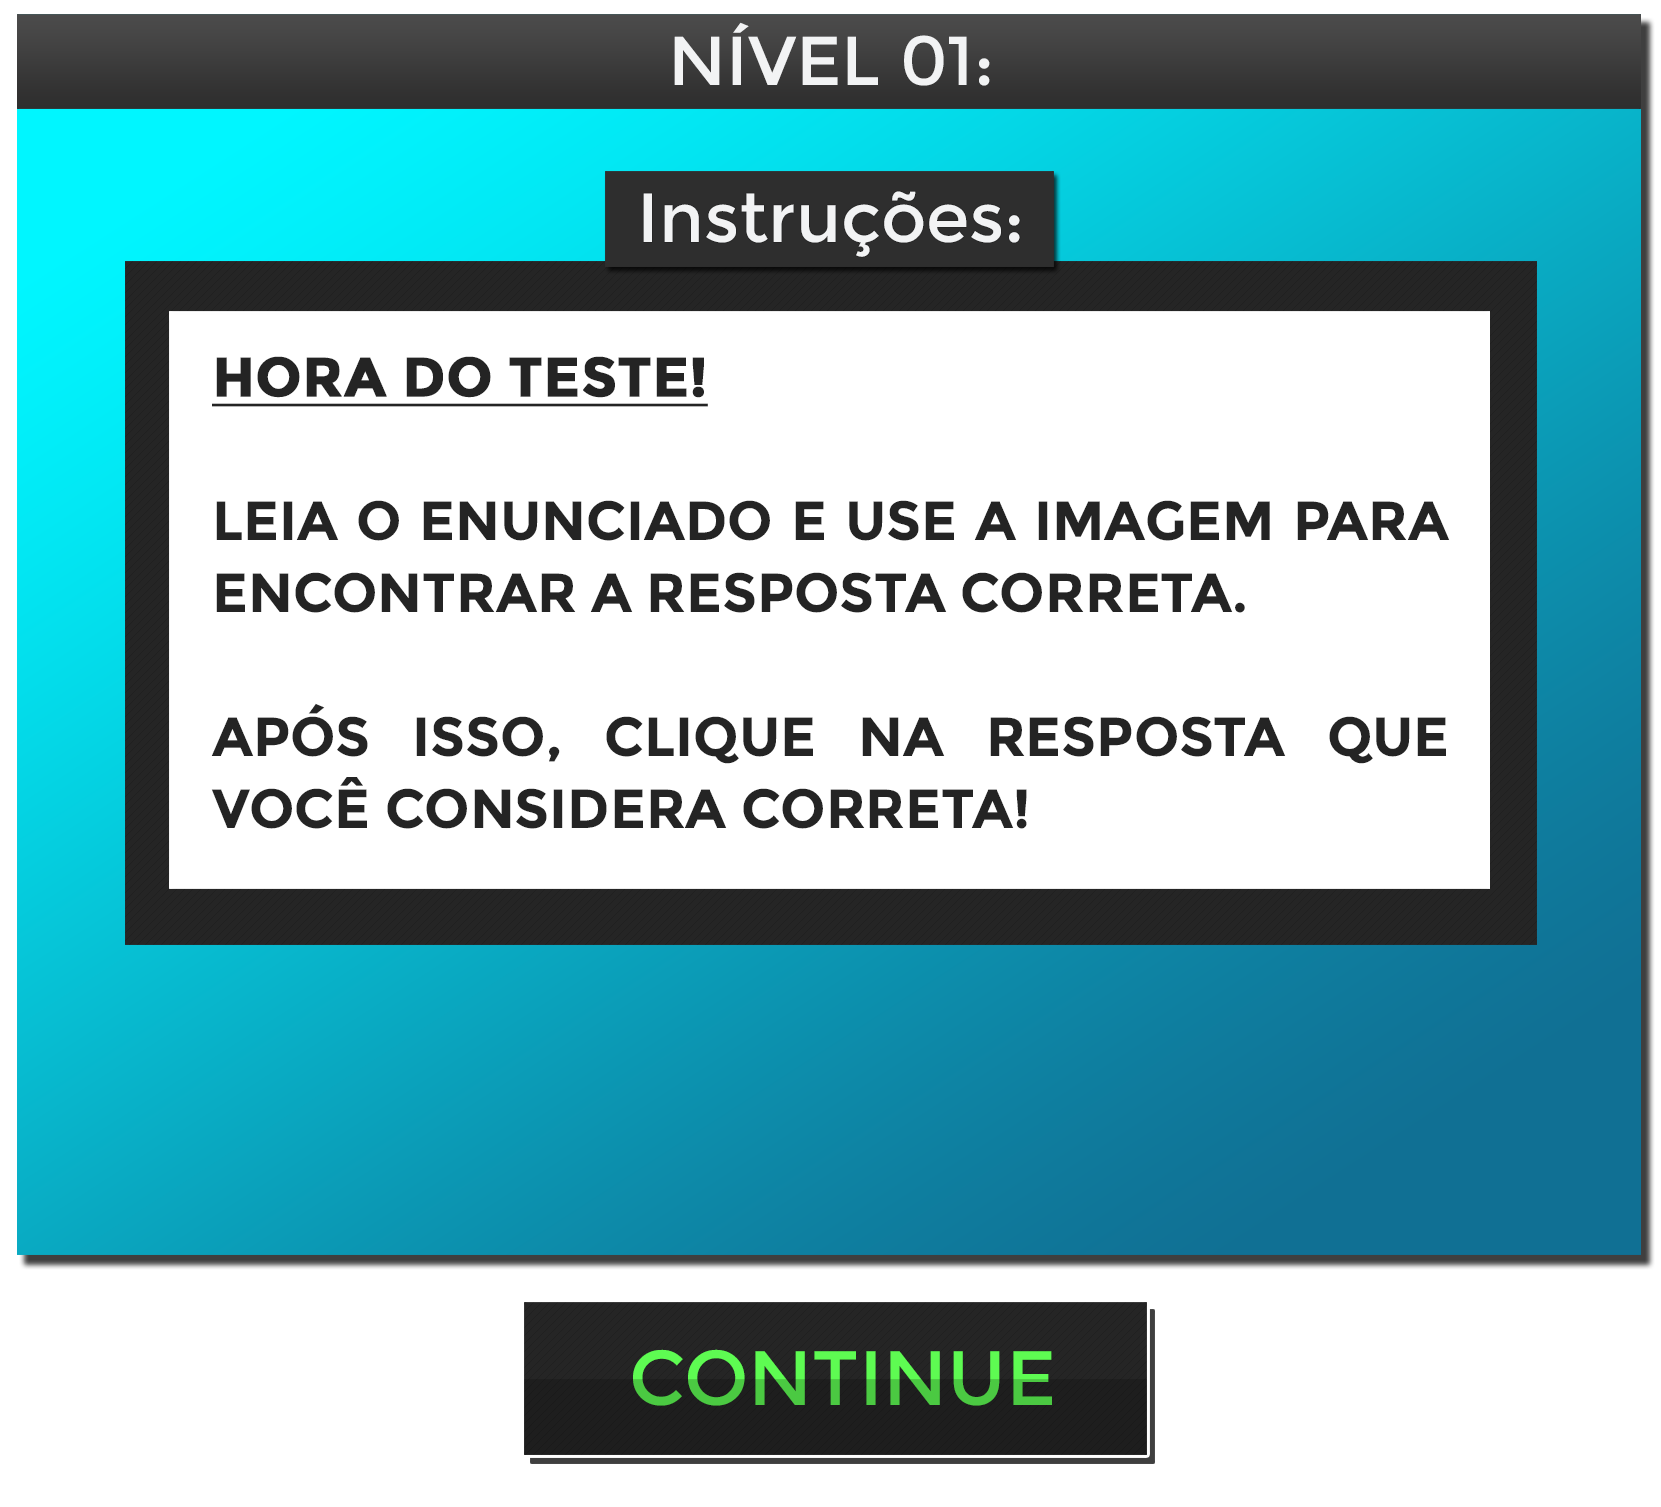 NÍVEL 01:
Instruções:
HORA DO TESTE!
LEIA O ENUNCIADO E USE A IMAGEM PARA
ENCONTRAR A RESPOSTA CORRETA.
APÓS ISSO, CLIQUE NA RESPOSTA QUE
VOCÊ CONSIDERA CORRETA!
CONTINUE